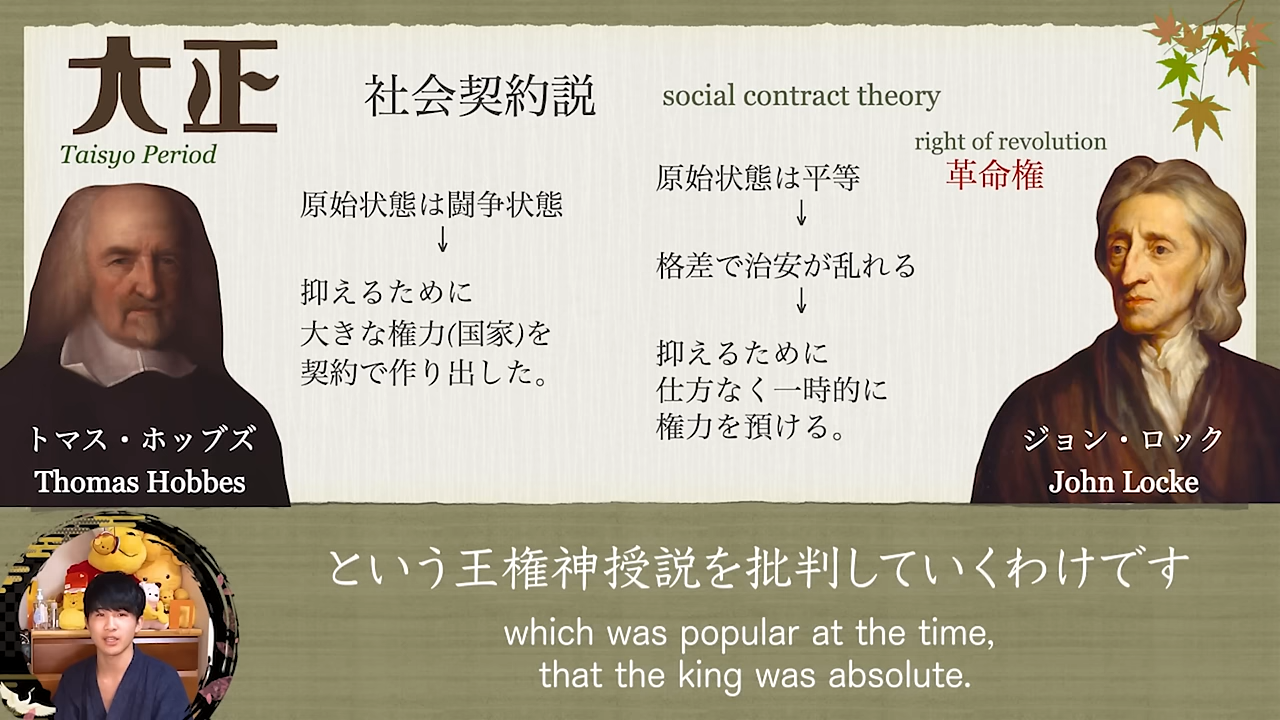 大正
Taisyo Period
社会契約説
social contract theory
right of revolution
革命権
原始状態は闘争状態
↓
抑えるために
大きな権力(国家)を
契約で作り出した。
原始状態は平等
↓
格差で治安が乱れる
↓
抑えるために
仕方なく一時的に
権力を預ける。
トマス・ホッブズ
Thomas Hobbes
ジョン・ロック
John Locke
という王権神授説を批判していくわけです
which was popular at the time,
that the king was absolute.